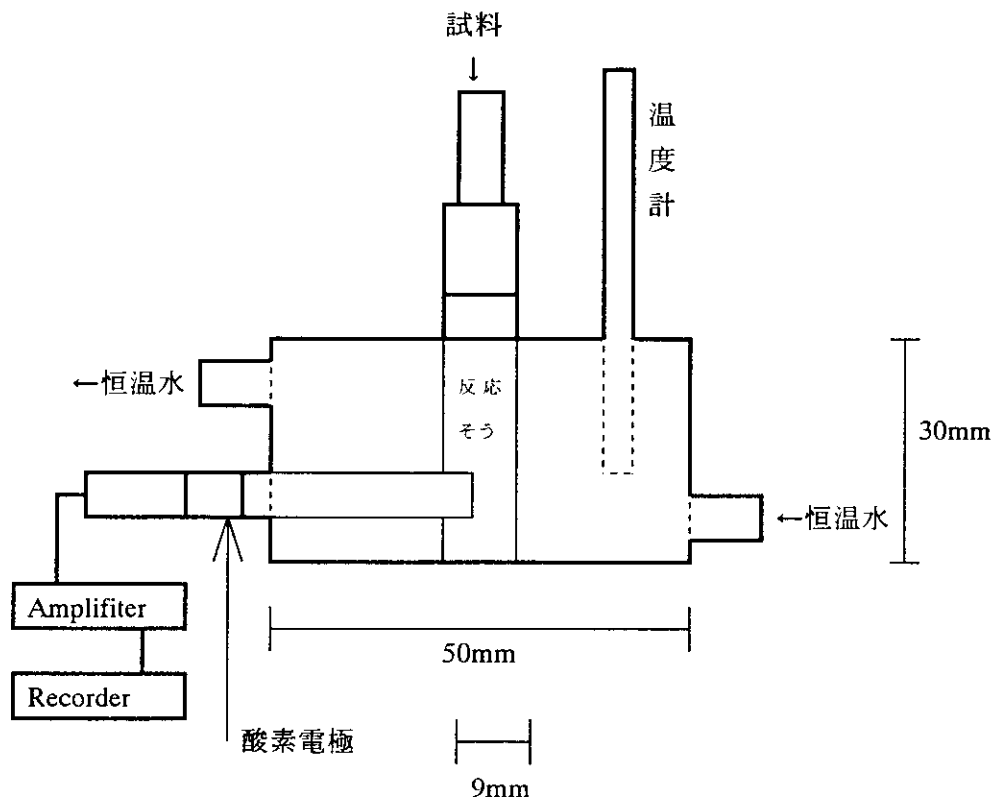 試料
↓
温度計
←恒温水
反応
そう
30mm
←恒温水
Amplifiter
50mm
Recorder
酸素電極
9mm